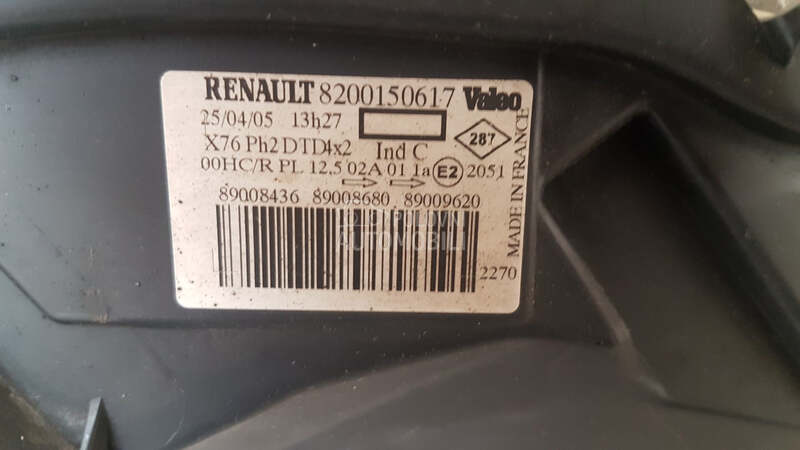 RENAULT 8200150617 Valeo
25/04/05 13h27
X76 Ph2 DTD4x2 Ind C
287
00HC/R PL 12.5 02A 01 1a E2 2051
89008436 89008680 89009620
AUTOMOBILI
2270
MADE IN FRANCE